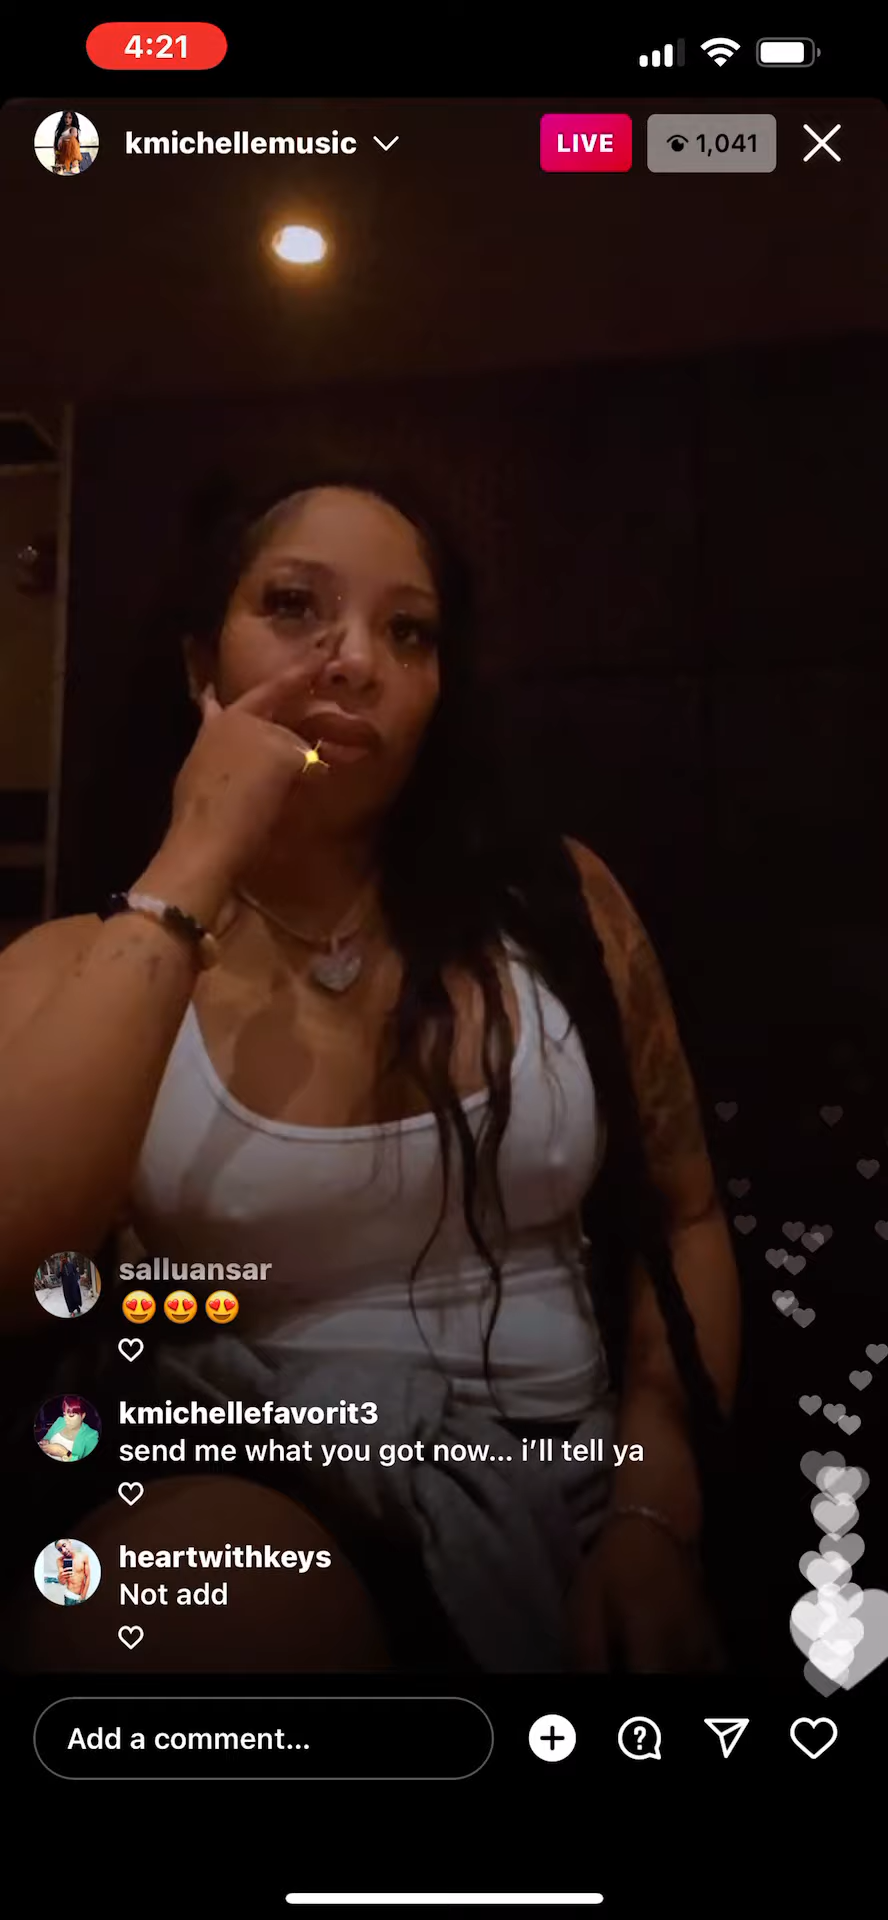 4:21
kmichellemusic
LIVE
1,041
salluansar
😍😍😍
kmichellefavorit3
send me what you got now... i’ll tell ya
heartwithkeys
Not add
Add a comment...